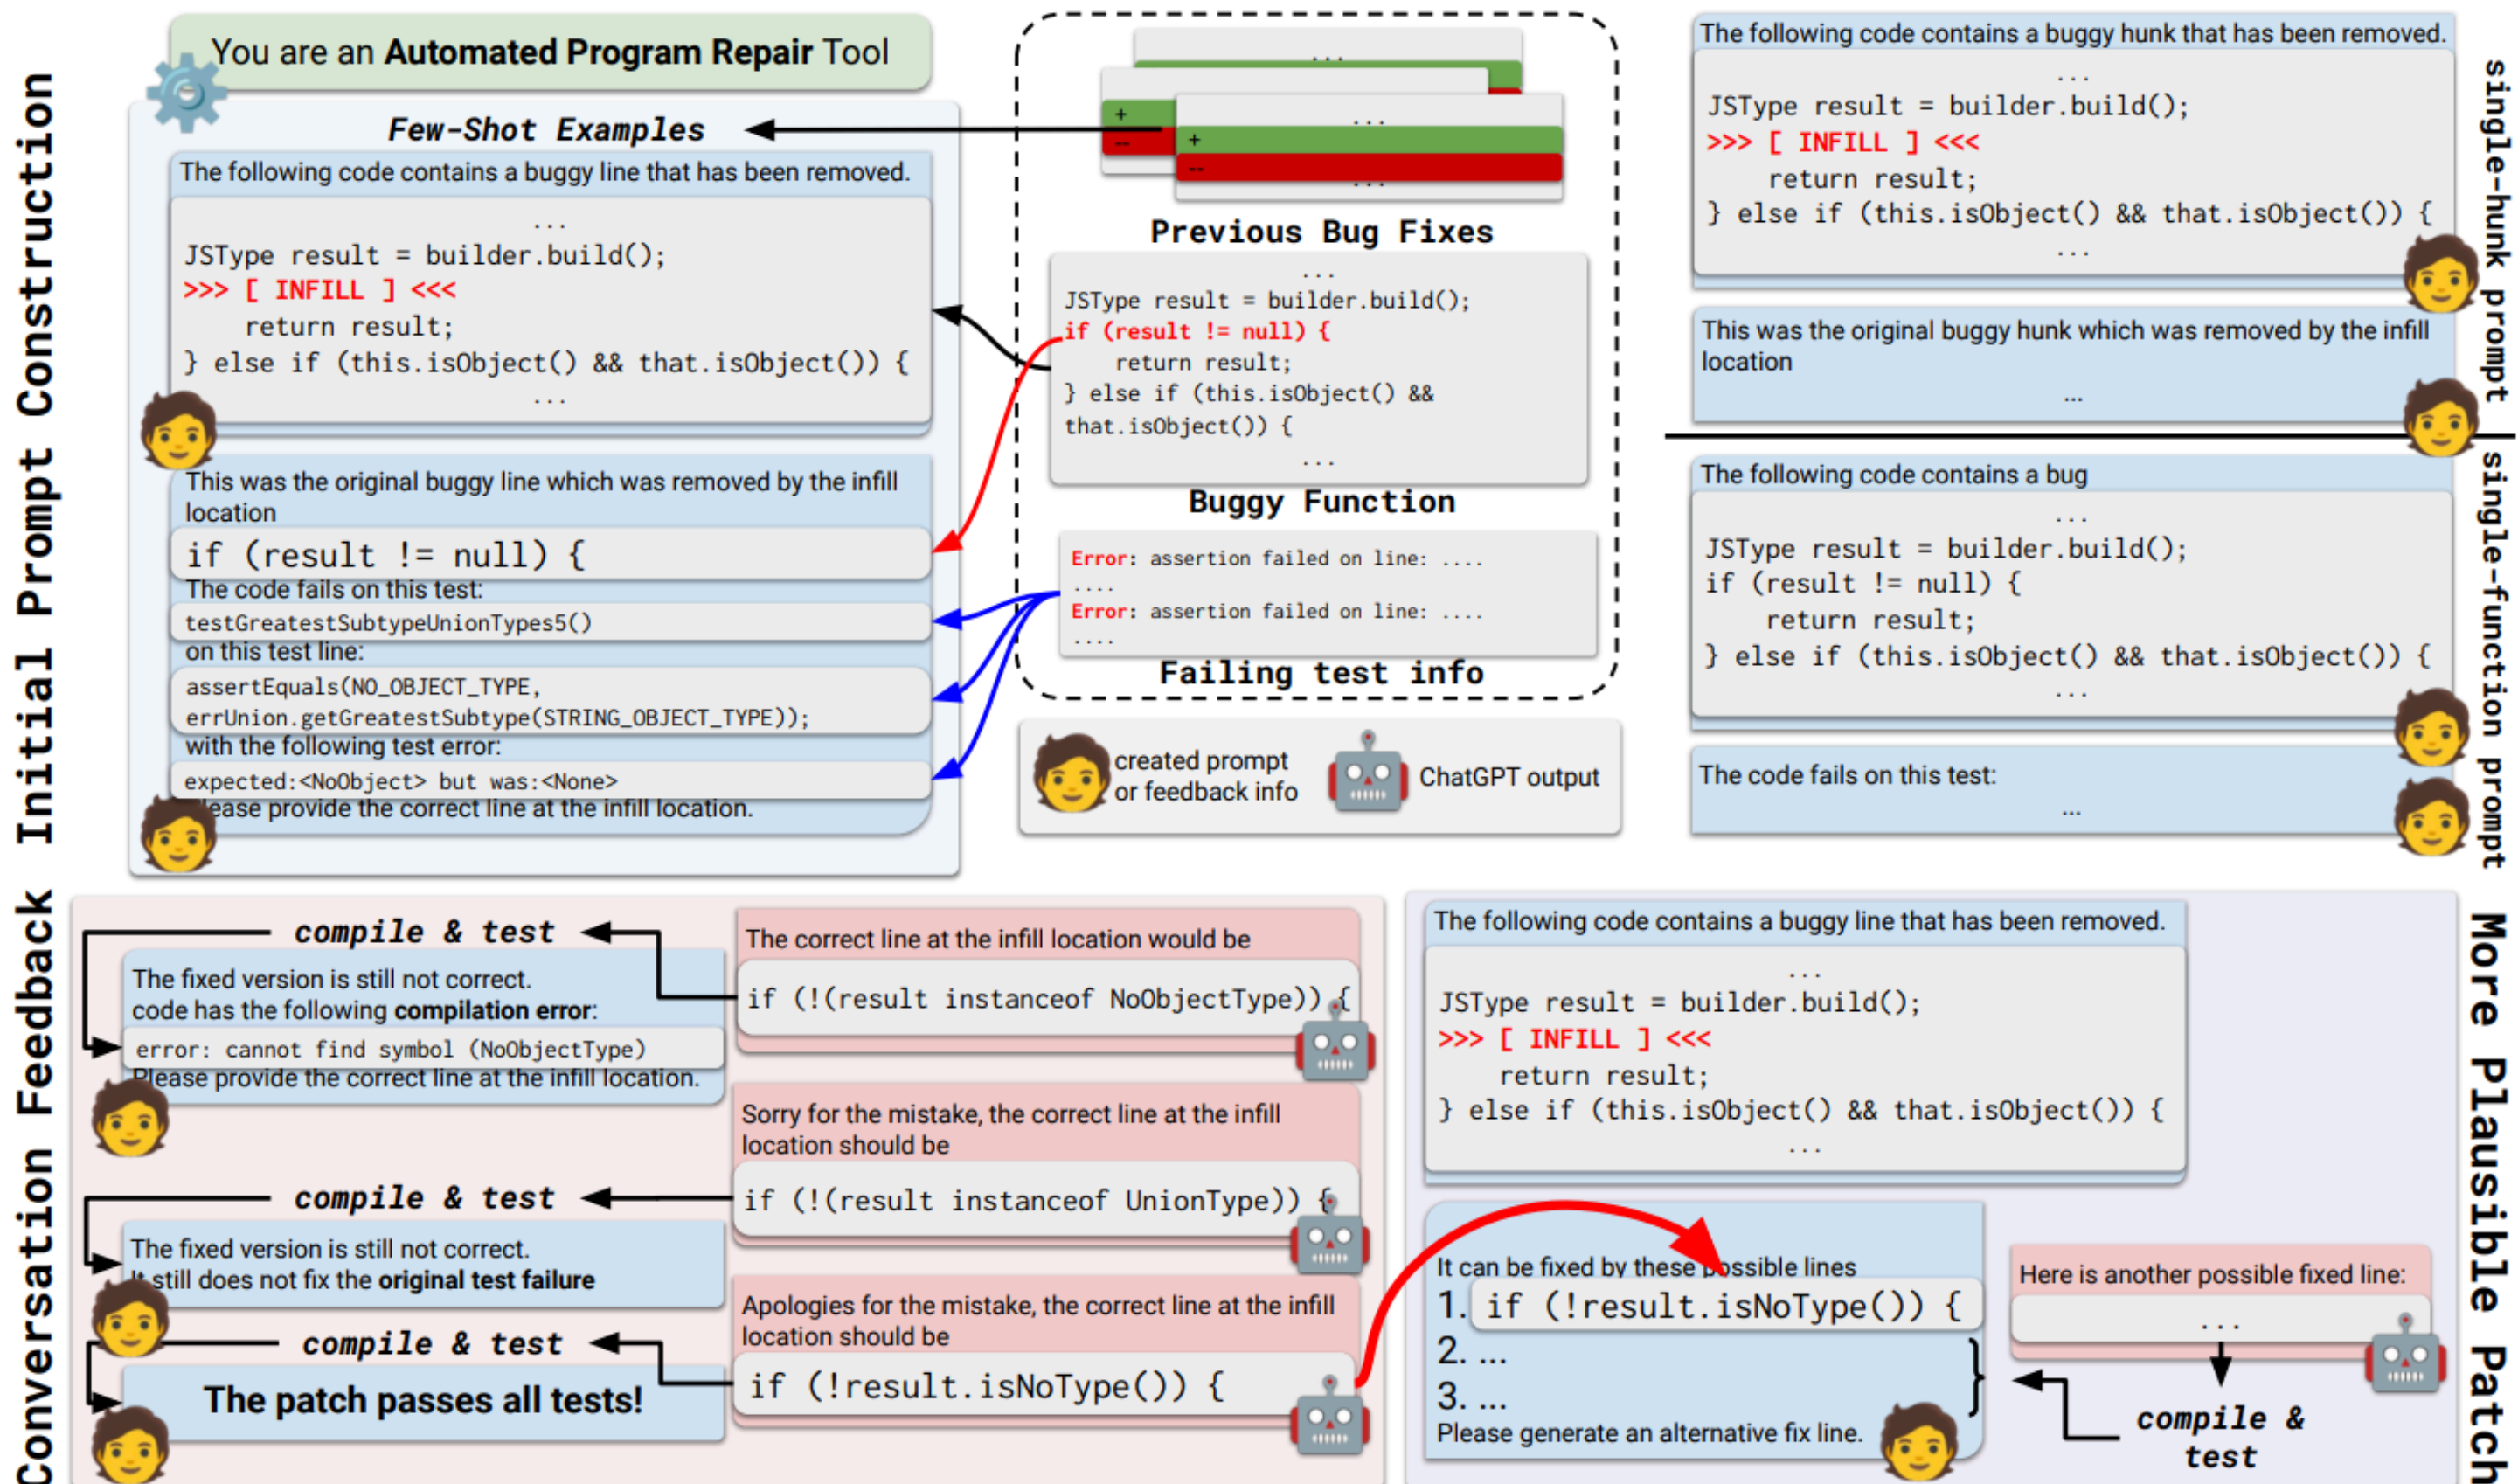 Initial Prompt Construction
You are an Automated Program Repair Tool
Few-Shot Examples
The following code contains a buggy line that has been removed.
...
JSType result = builder.build();
>>> [ INFILL ] <<<
return result;
} else if (this.isObject() && that.isObject()) {
...
This was the original buggy line which was removed by the infill
location
if (result != null) {
The code fails on this test:
testGreatestSubtypeUnionTypes5()
on this test line:
assertEquals(NO_OBJECT_TYPE,
errUnion.getGreatestSubtype(STRING_OBJECT_TYPE));
with the following test error:
expected:<NoObject> but was:<None>
lease provide the correct line at the infill location.
...
+
--
...
+
--
...
Previous Bug Fixes
...
JSType result = builder.build();
if (result != null) {
return result;
} else if (this.isObject() &&
that.isObject()) {
...
Buggy Function
Error: assertion failed on line: ....
....
Error: assertion failed on line: ....
....
Failing test info
created prompt
or feedback info
ChatGPT output
single-hunk prompt
The following code contains a buggy hunk that has been removed.
...
JSType result = builder.build();
>>> [ INFILL ] <<<
return result;
} else if (this.isObject() && that.isObject()) {
...
This was the original buggy hunk which was removed by the infill
location
...
single-function prompt
The following code contains a bug
...
JSType result = builder.build();
if (result != null) {
return result;
} else if (this.isObject() && that.isObject()) {
...
The code fails on this test:
...
Conversation Feedback
compile & test
The fixed version is still not correct.
code has the following compilation error:
error: cannot find symbol (NoObjectType)
Please provide the correct line at the infill location.
The correct line at the infill location would be
if (!(result instanceof NoObjectType)) {
Sorry for the mistake, the correct line at the infill
location should be
if (!(result instanceof UnionType)) {
compile & test
The fixed version is still not correct.
It still does not fix the original test failure
Apologies for the mistake, the correct line at the infill
location should be
if (!result.isNoType()) {
compile & test
The patch passes all tests!
More Plausible Patch
The following code contains a buggy line that has been removed.
...
JSType result = builder.build();
>>> [ INFILL ] <<<
return result;
} else if (this.isObject() && that.isObject()) {
...
It can be fixed by these possible lines
1. if (!result.isNoType()) {
2. ...
3. ...
Please generate an alternative fix line.
Here is another possible fixed line:
...
compile &
test